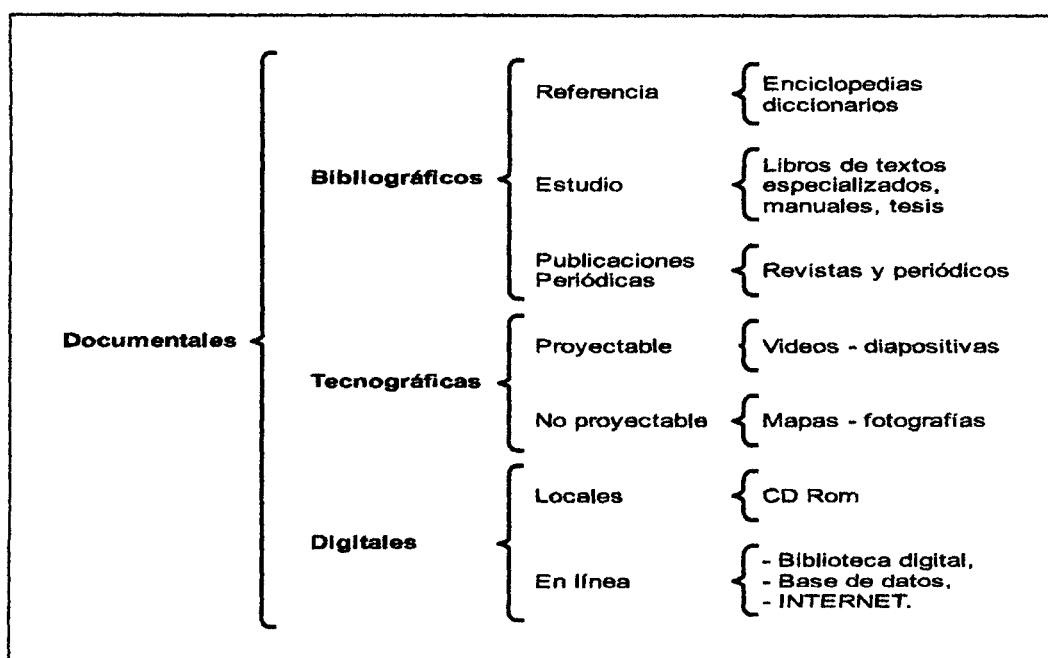 Documentales
Bibliográficos
Referencia
Enciclopedias
diccionarios
Estudio
Libros de textos
especializados,
manuales, tesis
Publicaciones
Periódicas
Revistas y periódicos
Tecnográficas
Proyectable
Videos - diapositivas
No proyectable
Mapas - fotografías
Digitales
Locales
CD Rom
En línea
- Biblioteca digital,
- Base de datos,
- INTERNET.